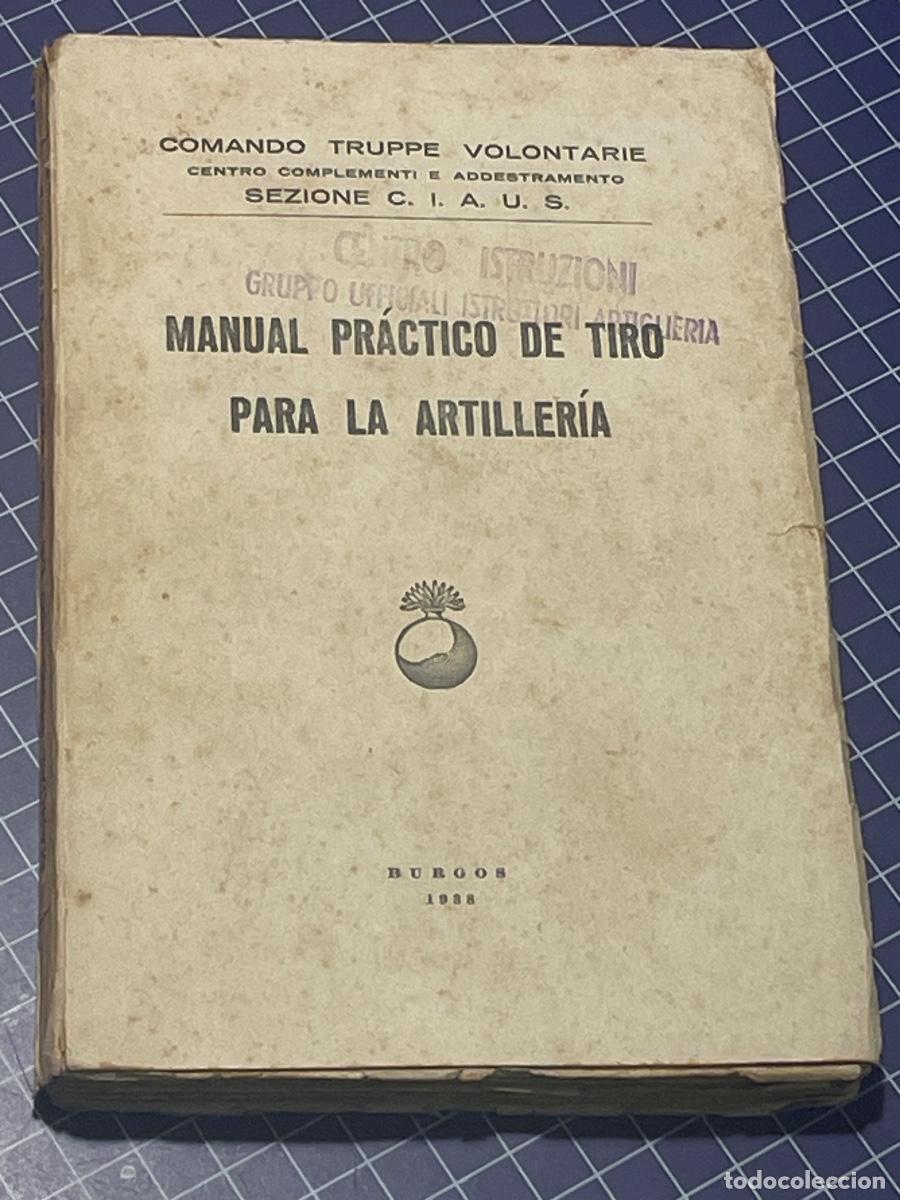 COMANDO TRUPPE VOLONTARIE
CENTRO COMPLEMENTI E ADDESTRAMENTO
SEZIONE C. I. A. U. S.
CENTRO ISTRUZIONI
GRUPPO UFFICIALI ISTRUTTORI ARTIGLIERIA
MANUAL PRÁCTICO DE TIRO
PARA LA ARTILLERÍA
BURGOS
1938
todocoleccion